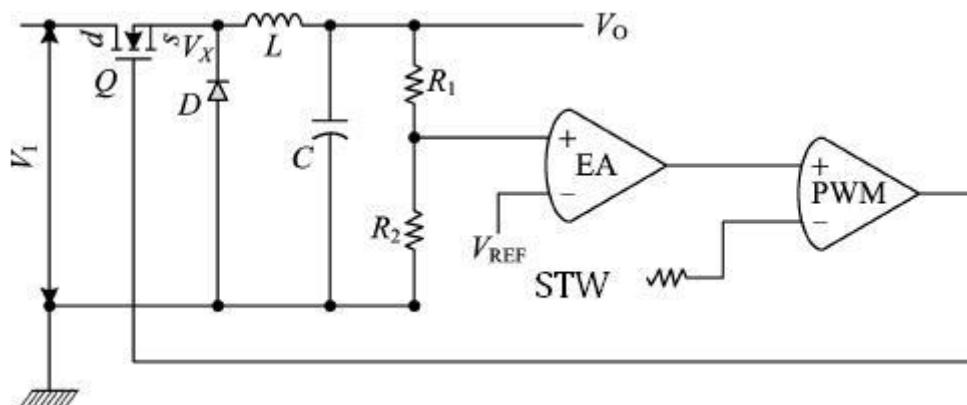 d
s
V_X
L
V_O
Q
D
R_1
V_1
C
+
EA
−
+
PWM
−
R_2
V_REF
STW